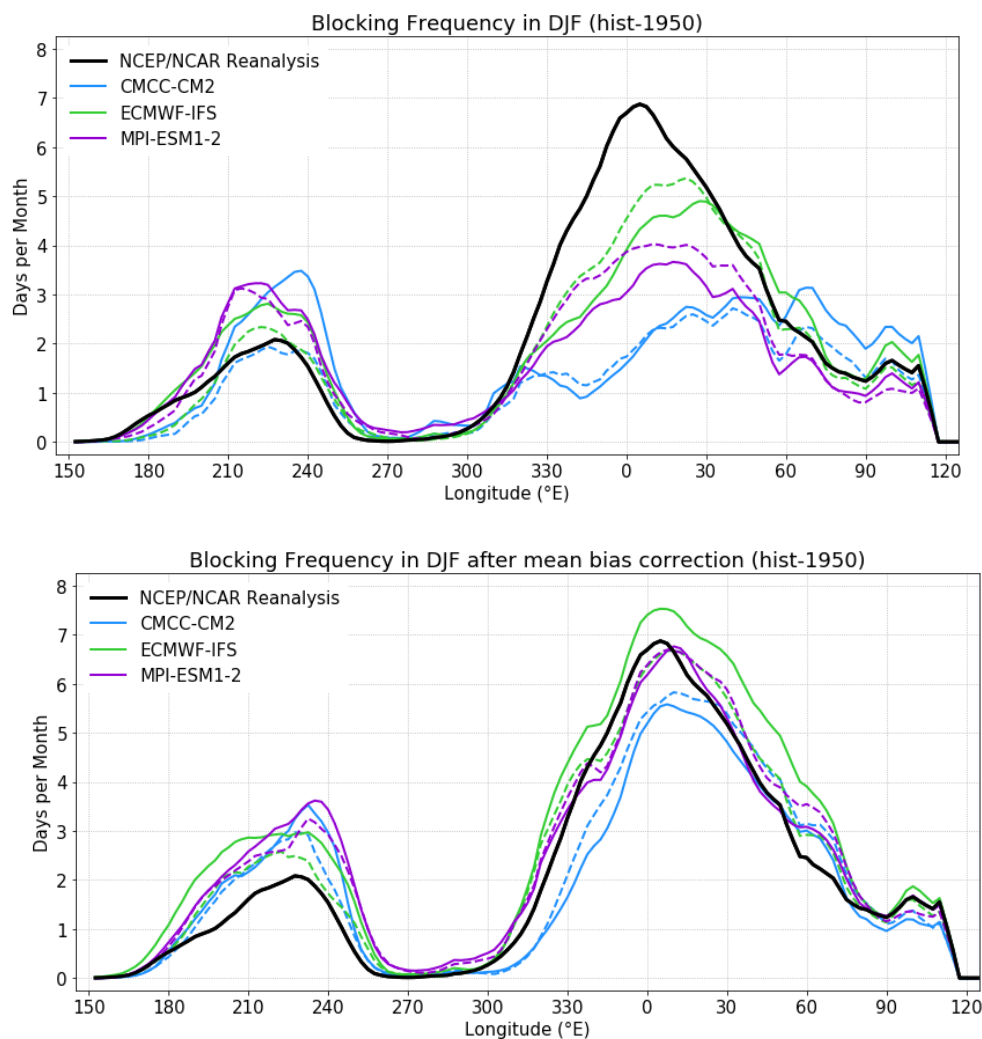 Blocking Frequency in DJF (hist-1950)
8
7
6
5
4
3
2
1
0
Days per Month
NCEP/NCAR Reanalysis
CMCC-CM2
ECMWF-IFS
MPI-ESM1-2
150 180 210 240 270 300 330 0 30 60 90 120
Longitude (°E)
Blocking Frequency in DJF after mean bias correction (hist-1950)
8
7
6
5
4
3
2
1
0
Days per Month
NCEP/NCAR Reanalysis
CMCC-CM2
ECMWF-IFS
MPI-ESM1-2
150 180 210 240 270 300 330 0 30 60 90 120
Longitude (°E)